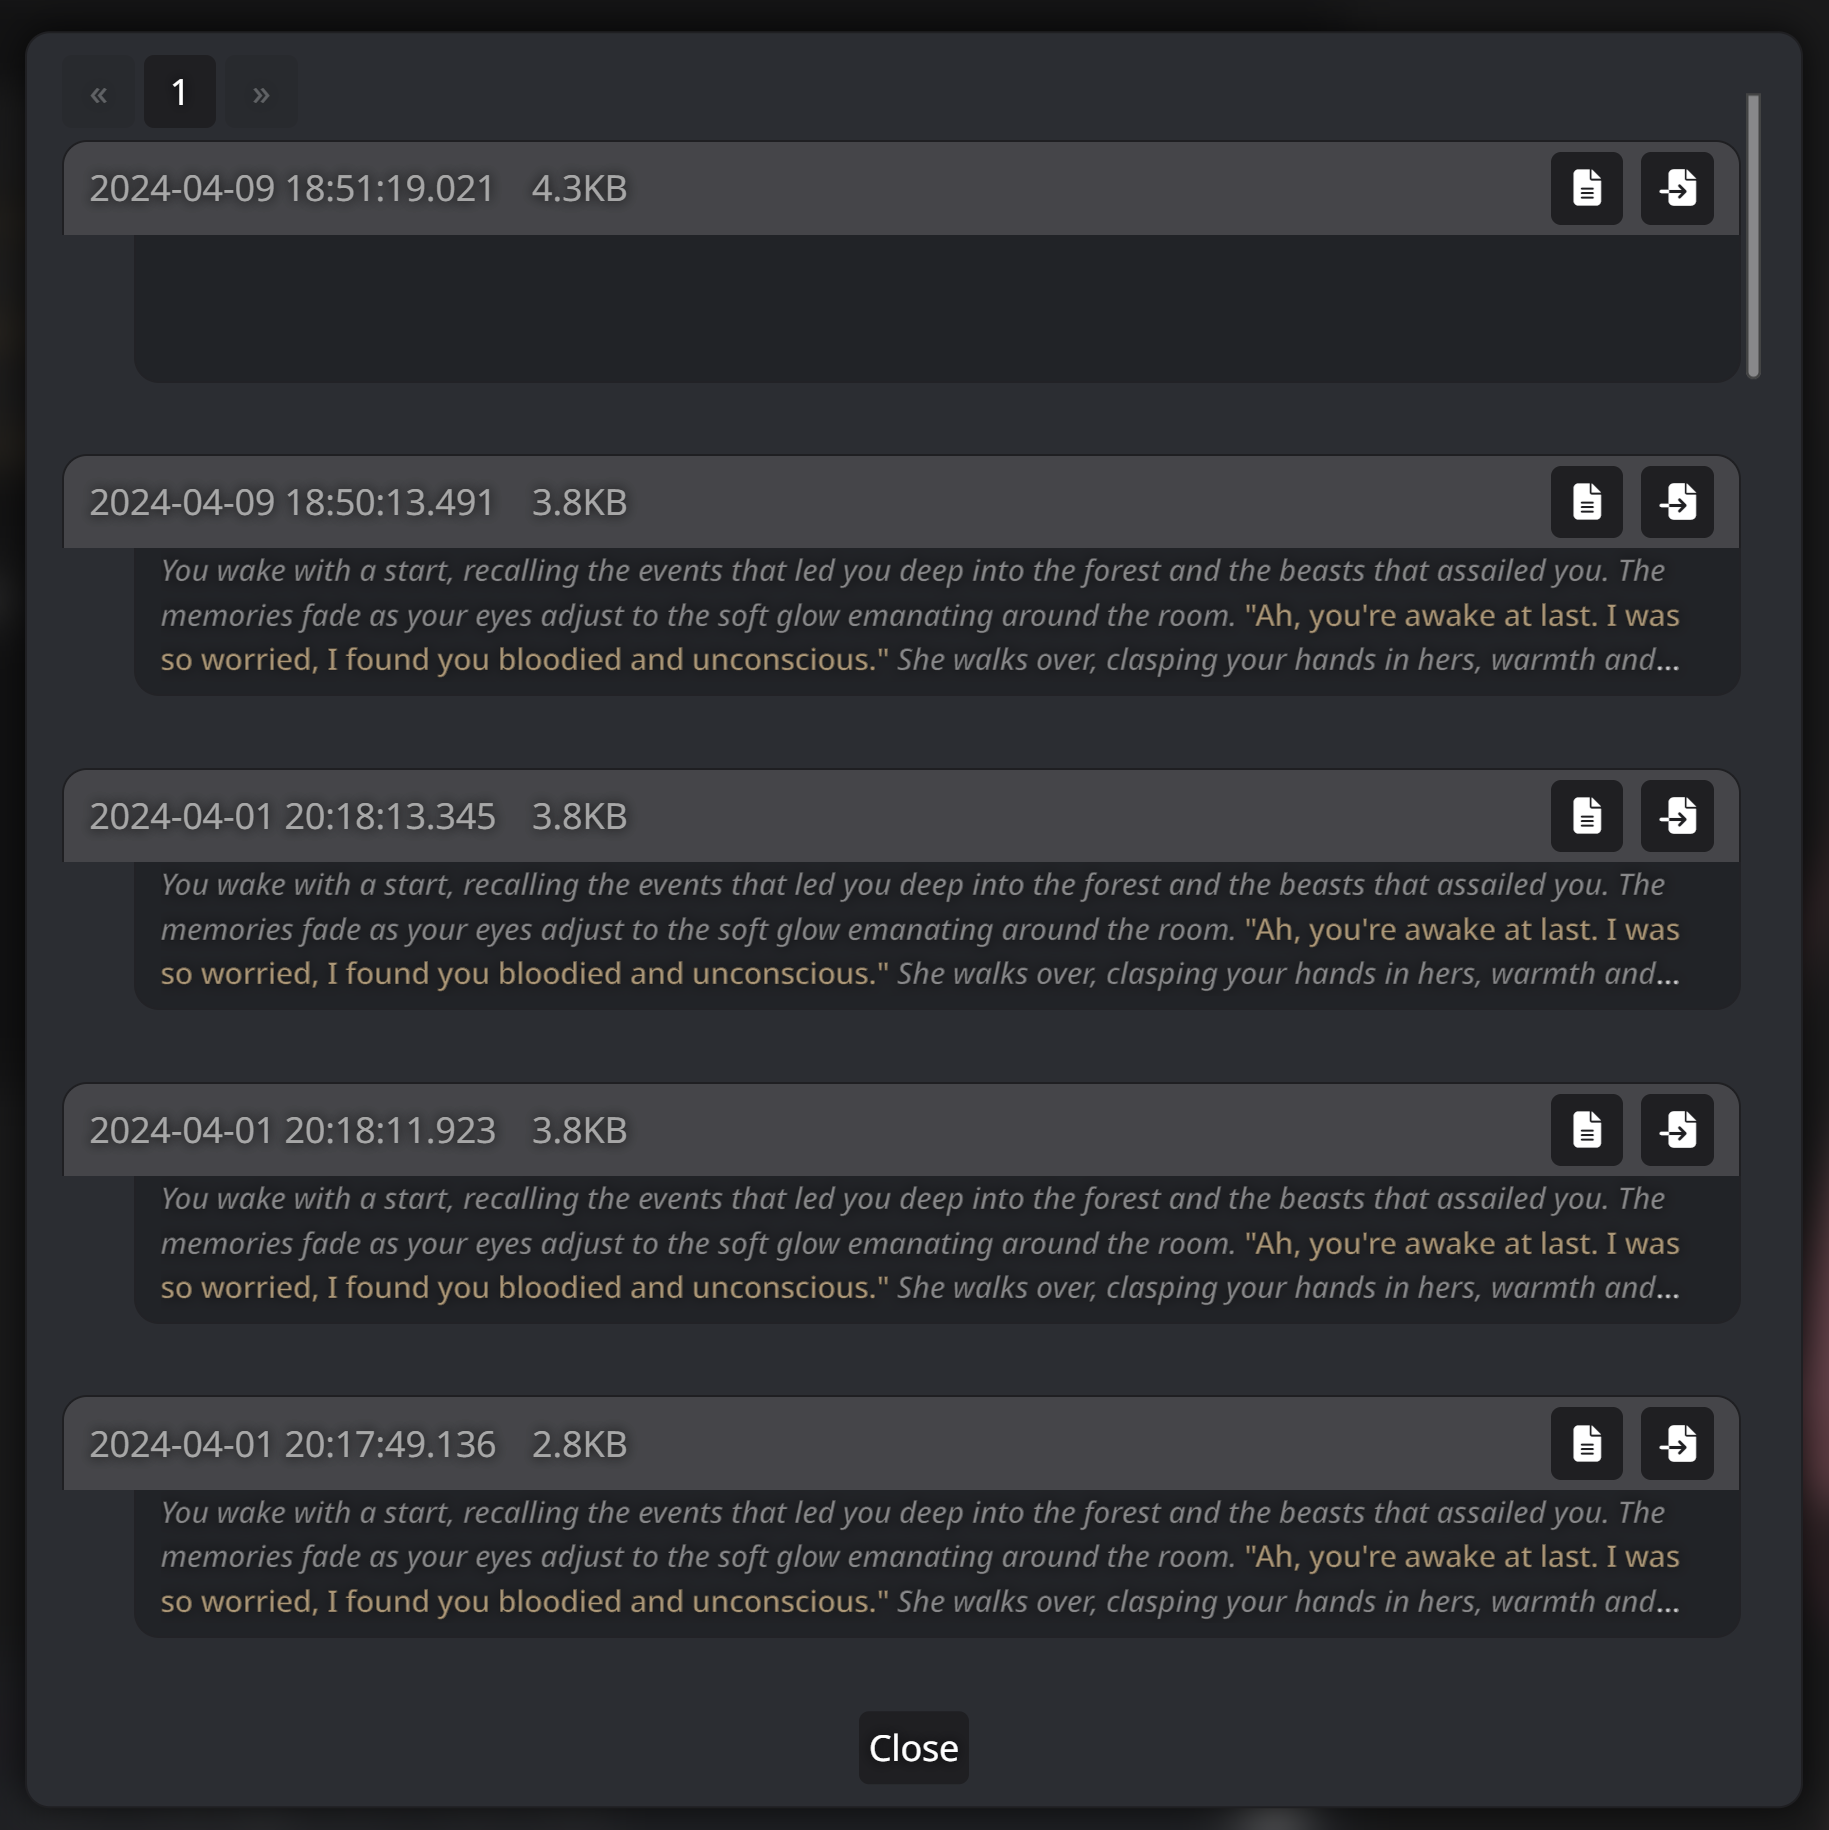 « 1 »
2024-04-09 18:51:19.021 4.3KB
2024-04-09 18:50:13.491 3.8KB
You wake with a start, recalling the events that led you deep into the forest and the beasts that assailed you. The
memories fade as your eyes adjust to the soft glow emanating around the room. "Ah, you're awake at last. I was
so worried, I found you bloodied and unconscious." She walks over, clasping your hands in hers, warmth and...
2024-04-01 20:18:13.345 3.8KB
You wake with a start, recalling the events that led you deep into the forest and the beasts that assailed you. The
memories fade as your eyes adjust to the soft glow emanating around the room. "Ah, you're awake at last. I was
so worried, I found you bloodied and unconscious." She walks over, clasping your hands in hers, warmth and...
2024-04-01 20:18:11.923 3.8KB
You wake with a start, recalling the events that led you deep into the forest and the beasts that assailed you. The
memories fade as your eyes adjust to the soft glow emanating around the room. "Ah, you're awake at last. I was
so worried, I found you bloodied and unconscious." She walks over, clasping your hands in hers, warmth and...
2024-04-01 20:17:49.136 2.8KB
You wake with a start, recalling the events that led you deep into the forest and the beasts that assailed you. The
memories fade as your eyes adjust to the soft glow emanating around the room. "Ah, you're awake at last. I was
so worried, I found you bloodied and unconscious." She walks over, clasping your hands in hers, warmth and...
Close